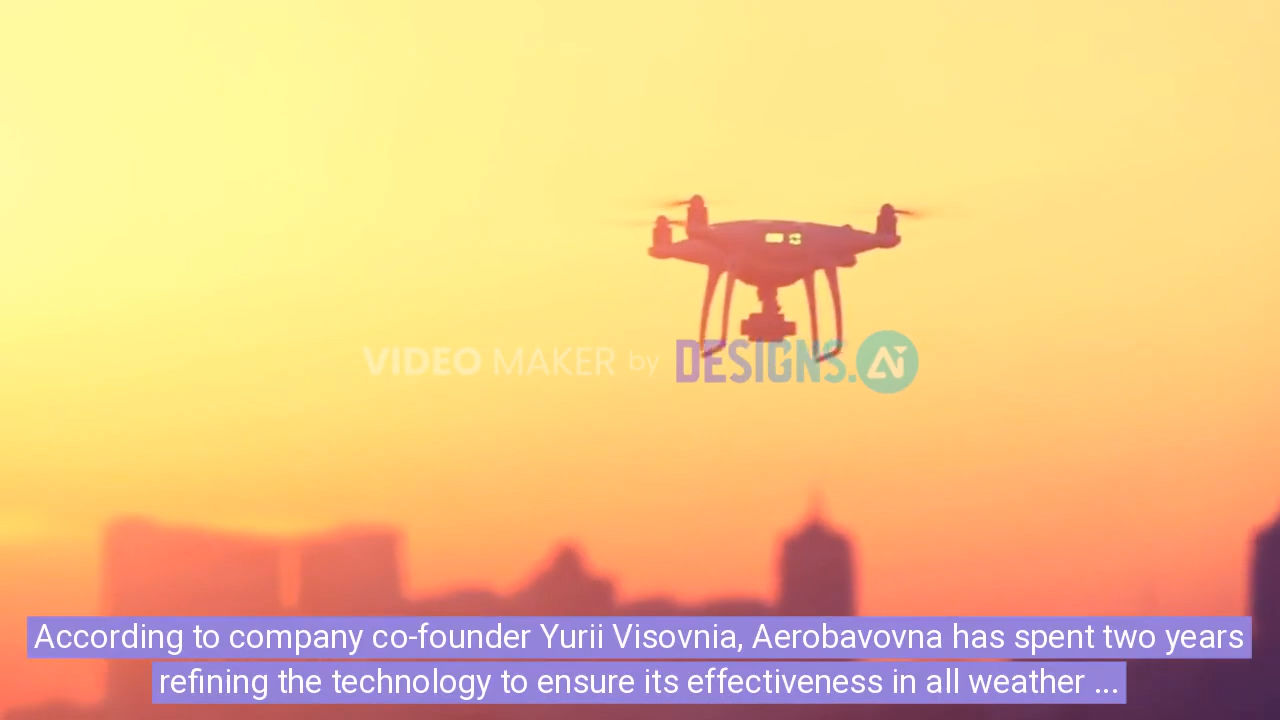 VIDEO MAKER by DESIGNS.AI
According to company co-founder Yurii Visovnia, Aerobavovna has spent two years
refining the technology to ensure its effectiveness in all weather ...